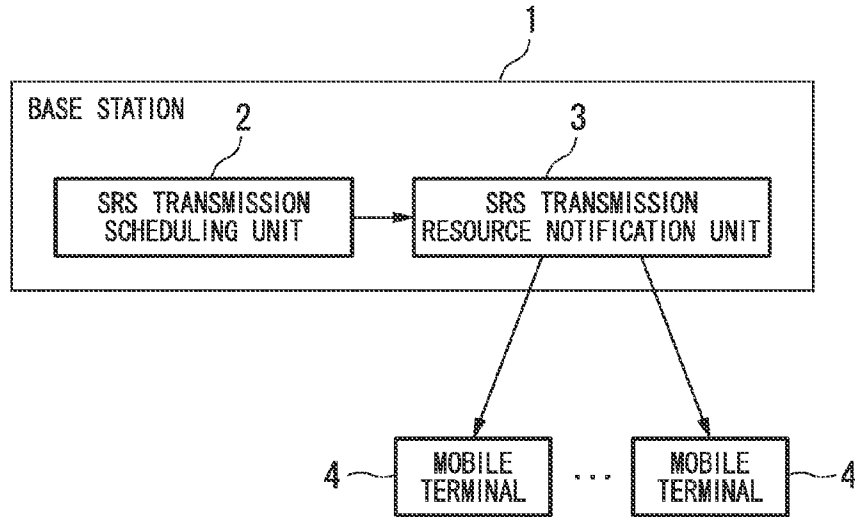 1
BASE STATION
2
3
SRS TRANSMISSION
SCHEDULING UNIT
SRS TRANSMISSION
RESOURCE NOTIFICATION UNIT
4
MOBILE
TERMINAL
...
MOBILE
TERMINAL
4